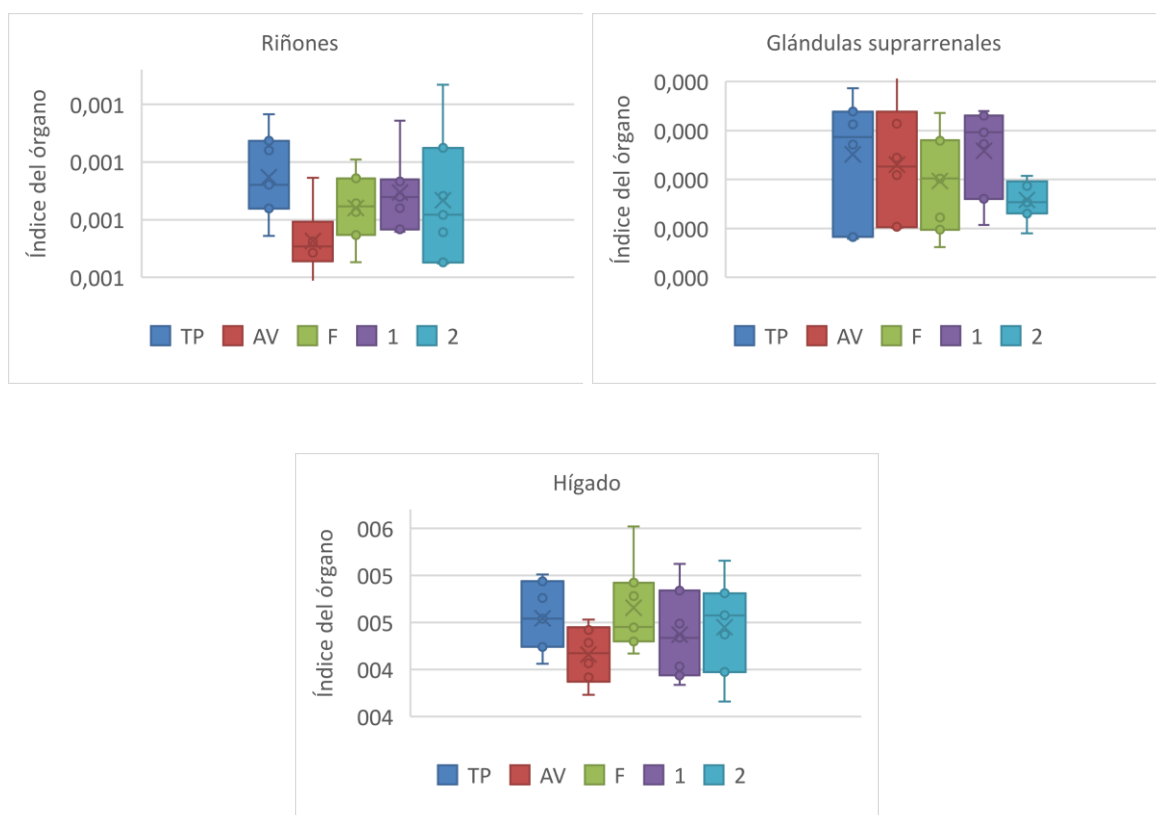 Riñones
Índice del órgano
0,001
0,001
0,001
0,001
TP AV F 1 2
Glándulas suprarrenales
Índice del órgano
0,000
0,000
0,000
0,000
0,000
TP AV F 1 2
Hígado
Índice del órgano
006
005
005
004
004
TP AV F 1 2